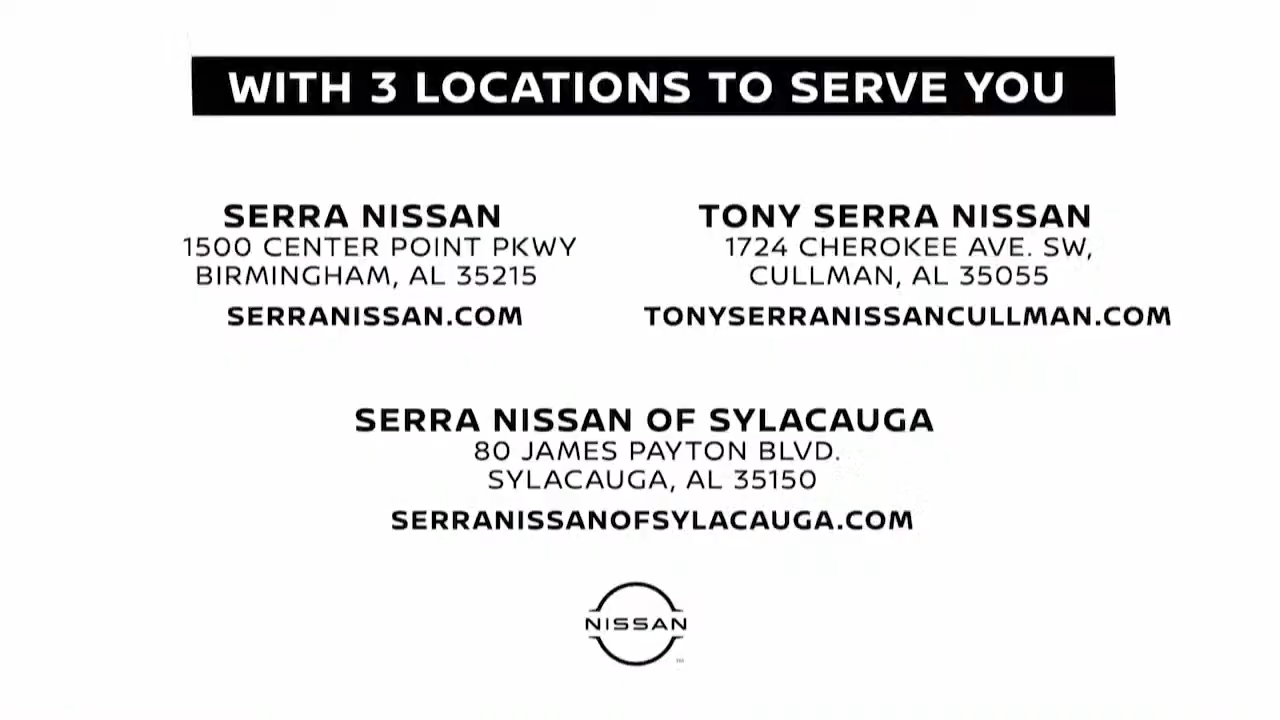 WITH 3 LOCATIONS TO SERVE YOU
SERRA NISSAN
1500 CENTER POINT PKWY
BIRMINGHAM, AL 35215
SERRANISSAN.COM
TONY SERRA NISSAN
1724 CHEROKEE AVE. SW,
CULLMAN, AL 35055
TONYSERRANISSANCULLMAN.COM
SERRA NISSAN OF SYLACAUGA
80 JAMES PAYTON BLVD.
SYLACAUGA, AL 35150
SERRANISSANOFSYLACAUGA.COM
NISSAN